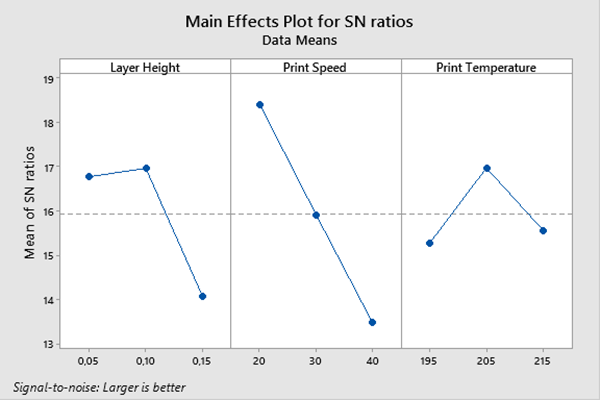 Main Effects Plot for SN ratios
Data Means
Layer Height
Print Speed
Print Temperature
Mean of SN ratios
19
18
17
16
15
14
13
0,05 0,10 0,15
20 30 40
195 205 215
Signal-to-noise: Larger is better